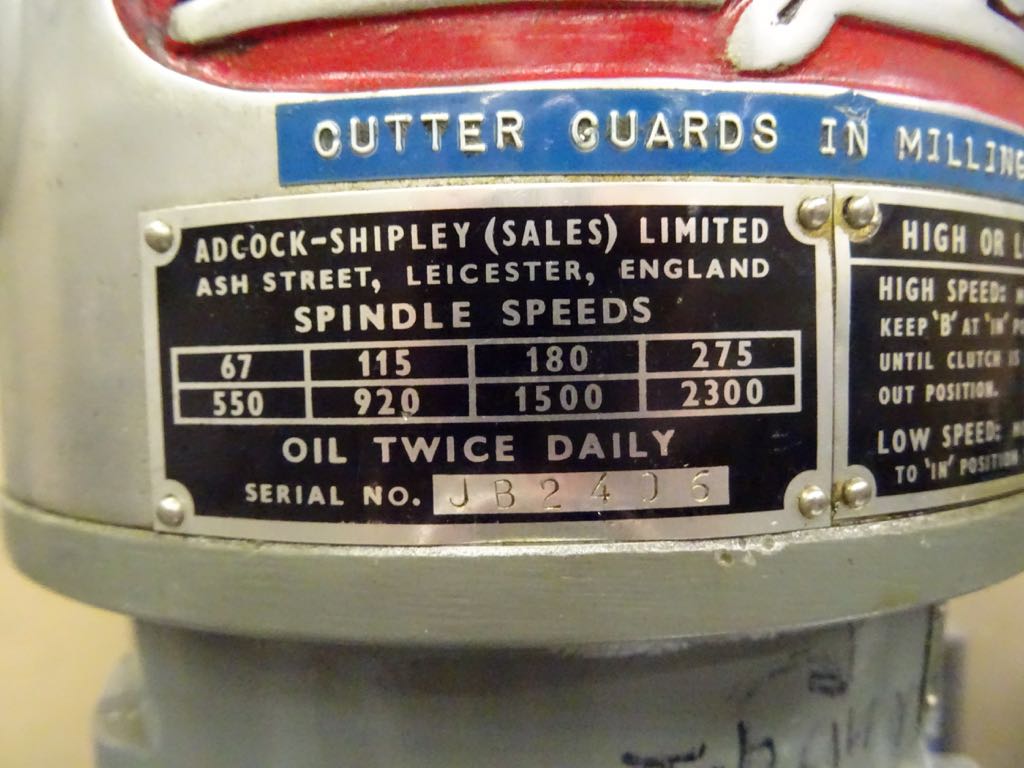 CUTTER GUARDS IN MILLING
ADCOCK-SHIPLEY (SALES) LIMITED
ASH STREET, LEICESTER, ENGLAND
SPINDLE SPEEDS
67 115 180 275
550 920 1500 2300
OIL TWICE DAILY
SERIAL NO. JB2406
HIGH OR
HIGH SPEED:
KEEP 'B' AT 'IN'
UNTIL CLUTCH IS
OUT POSITION.
LOW SPEED:
TO 'IN' POSITION